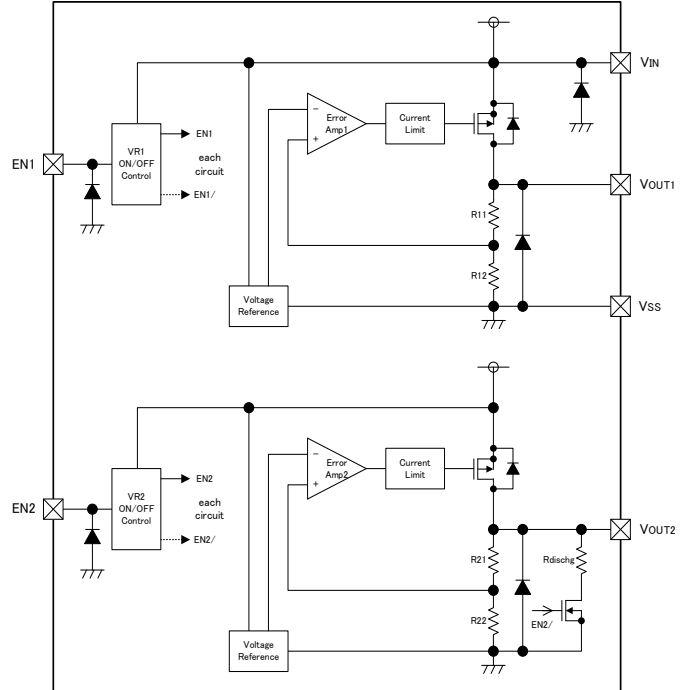 VIN
EN1
VR1
ON/OFF
Control
EN1
each
circuit
EN1/
−
+
Error
Amp1
Current
Limit
VOUT1
R11
R12
Voltage
Reference
VSS
EN2
VR2
ON/OFF
Control
EN2
each
circuit
EN2/
−
+
Error
Amp2
Current
Limit
VOUT2
R21
Rdischg
R22
EN2/
Voltage
Reference